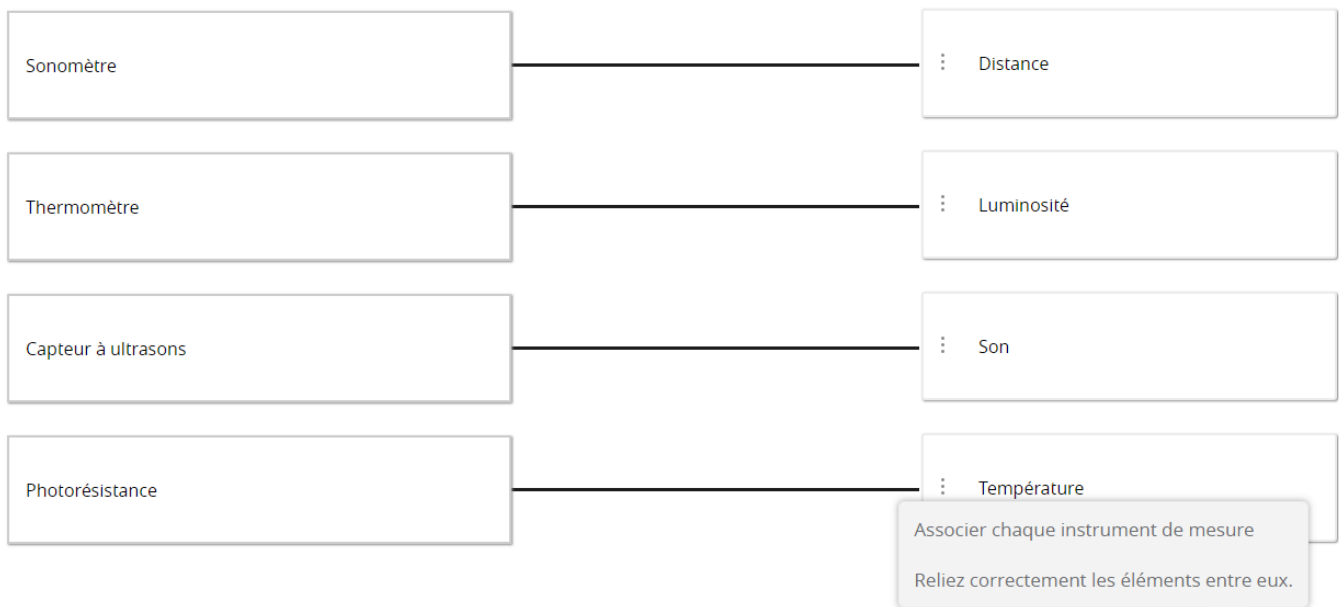 Sonomètre
Distance
Thermomètre
Luminosité
Capteur à ultrasons
Son
Photorésistance
Température
Associer chaque instrument de mesure
Reliez correctement les éléments entre eux.